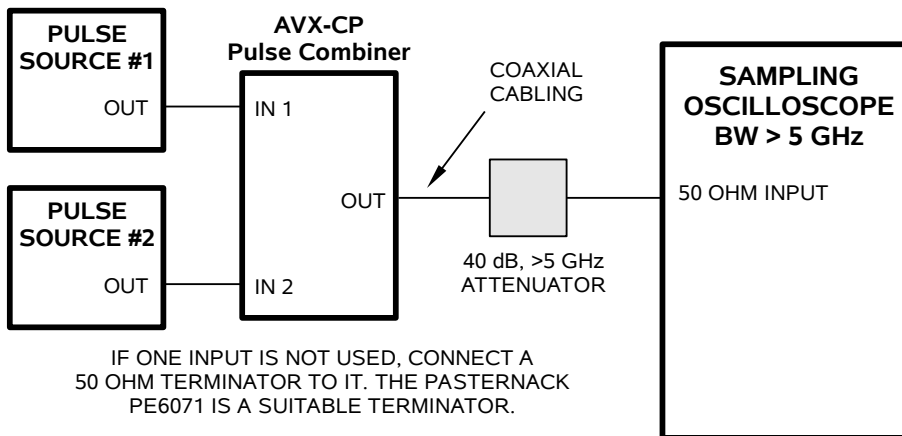 PULSE
SOURCE #1
OUT
AVX-CP
Pulse Combiner
IN 1
OUT
IN 2
PULSE
SOURCE #2
OUT
COAXIAL
CABLING
40 dB, >5 GHz
ATTENUATOR
SAMPLING
OSCILLOSCOPE
BW > 5 GHz
50 OHM INPUT
IF ONE INPUT IS NOT USED, CONNECT A
50 OHM TERMINATOR TO IT. THE PASTERNACK
PE6071 IS A SUITABLE TERMINATOR.